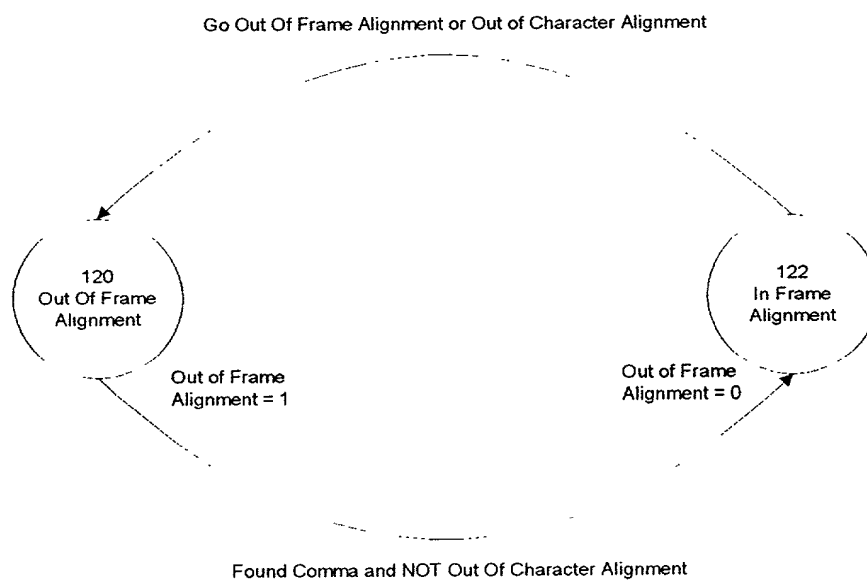 Go Out Of Frame Alignment or Out of Character Alignment
120
Out Of Frame
Alignment
122
In Frame
Alignment
Out of Frame
Alignment = 1
Out of Frame
Alignment = 0
Found Comma and NOT Out Of Character Alignment